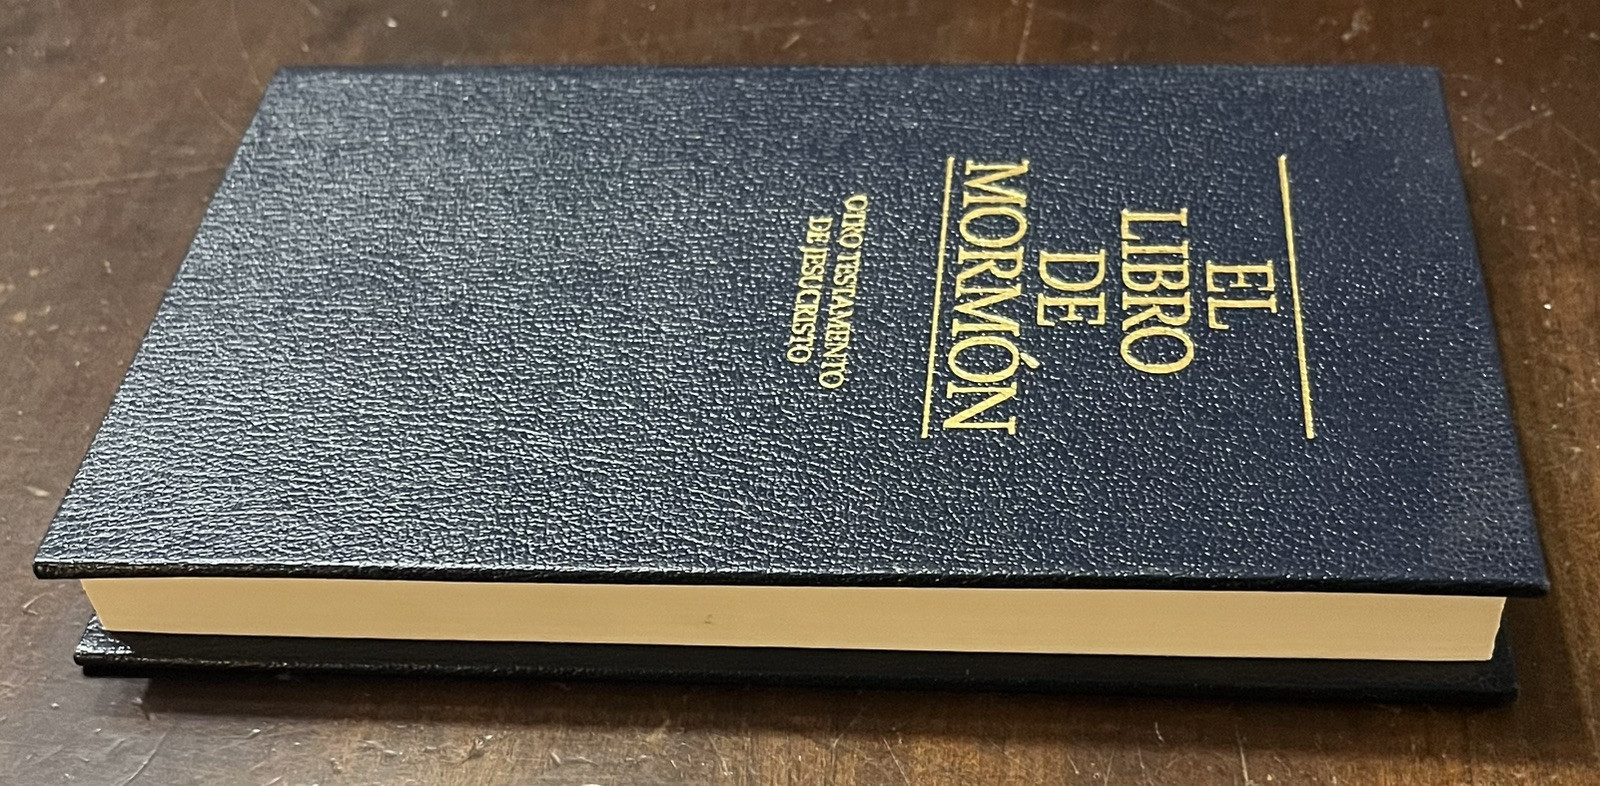 EL
LIBRO
DE
MORMÓN
OTRO TESTAMENTO
DE JESUCRISTO